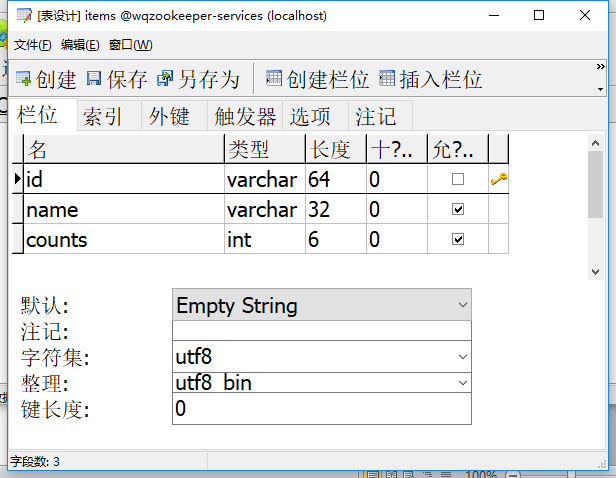 [表设计] items @wqzookeeper-services (localhost)
文件(F) 编辑(E) 窗口(W)
创建 保存 另存为 创建栏位 插入栏位
栏位 索引 外键 触发器 选项 注记
名 类型 长度 十?.. 允?..
id varchar 64 0
name varchar 32 0
counts int 6 0
默认: Empty String
注记:
字符集: utf8
整理: utf8_bin
键长度: 0
字段数: 3
100%